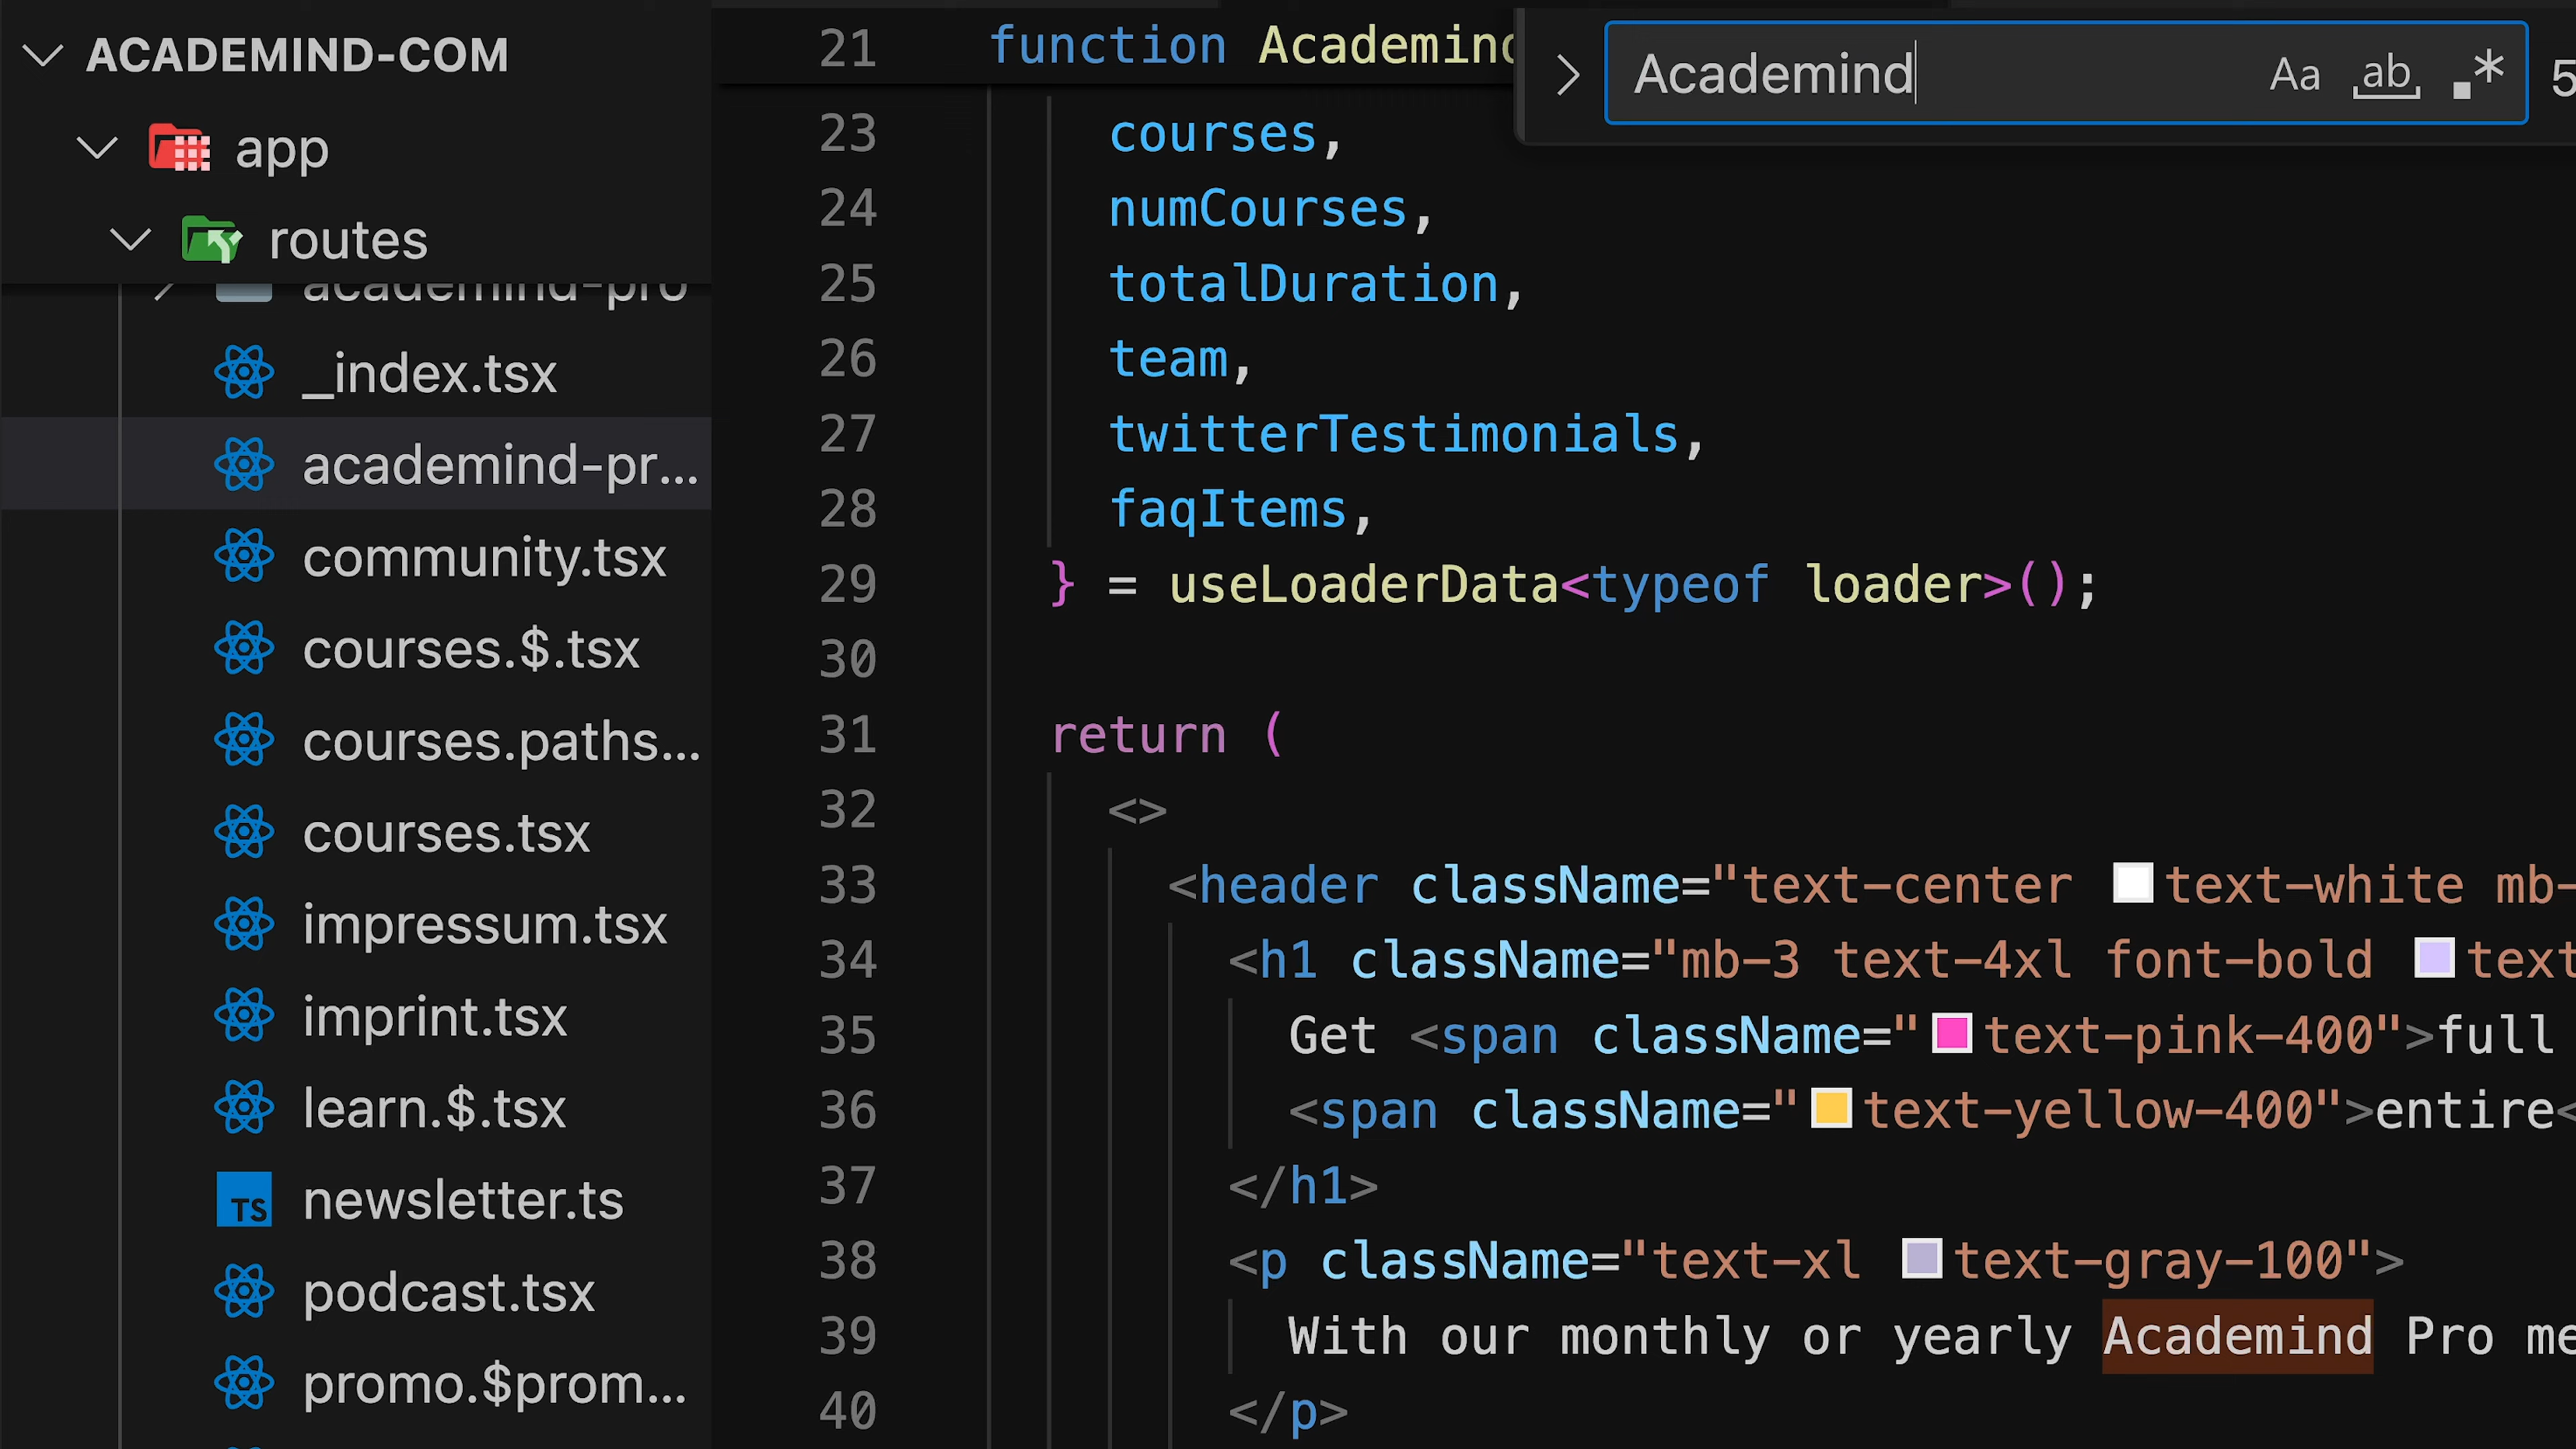 ACADEMIND-COM
app
routes
academind-pro
_index.tsx
academind-pr...
community.tsx
courses.$.tsx
courses.paths...
courses.tsx
impressum.tsx
imprint.tsx
learn.$.tsx
TS newsletter.ts
podcast.tsx
promo.$prom...
21 function Academind
23 courses,
24 numCourses,
25 totalDuration,
26 team,
27 twitterTestimonials,
28 faqItems,
29 } = useLoaderData<typeof loader>();
30
31 return (
32 <>
33 <header className="text-center text-white mb-
34 <h1 className="mb-3 text-4xl font-bold text
35 Get <span className="text-pink-400">full
36 <span className="text-yellow-400">entire<
37 </h1>
38 <p className="text-xl text-gray-100">
39 With our monthly or yearly Academind Pro me
40 </p>
Academind Aa ab .* 5